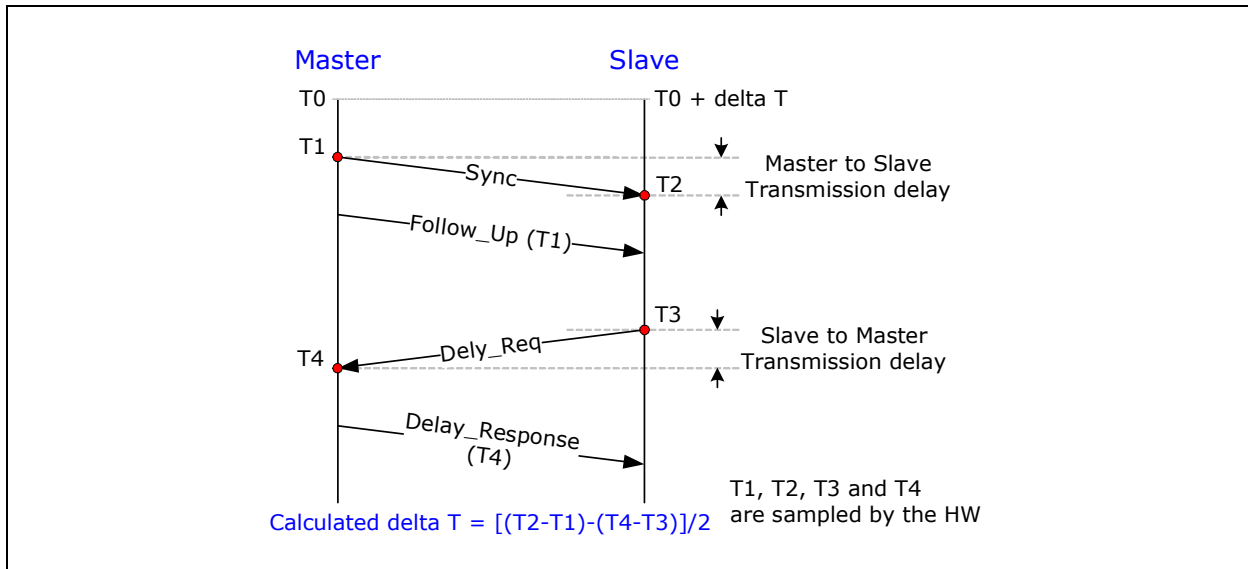 Master
Slave
T0
T0 + delta T
T1
Sync
T2
Master to Slave
Transmission delay
Follow_Up (T1)
T3
Dely_Req
T4
Slave to Master
Transmission delay
Delay_Response
(T4)
T1, T2, T3 and T4
are sampled by the HW
Calculated delta T = [(T2-T1)-(T4-T3)]/2